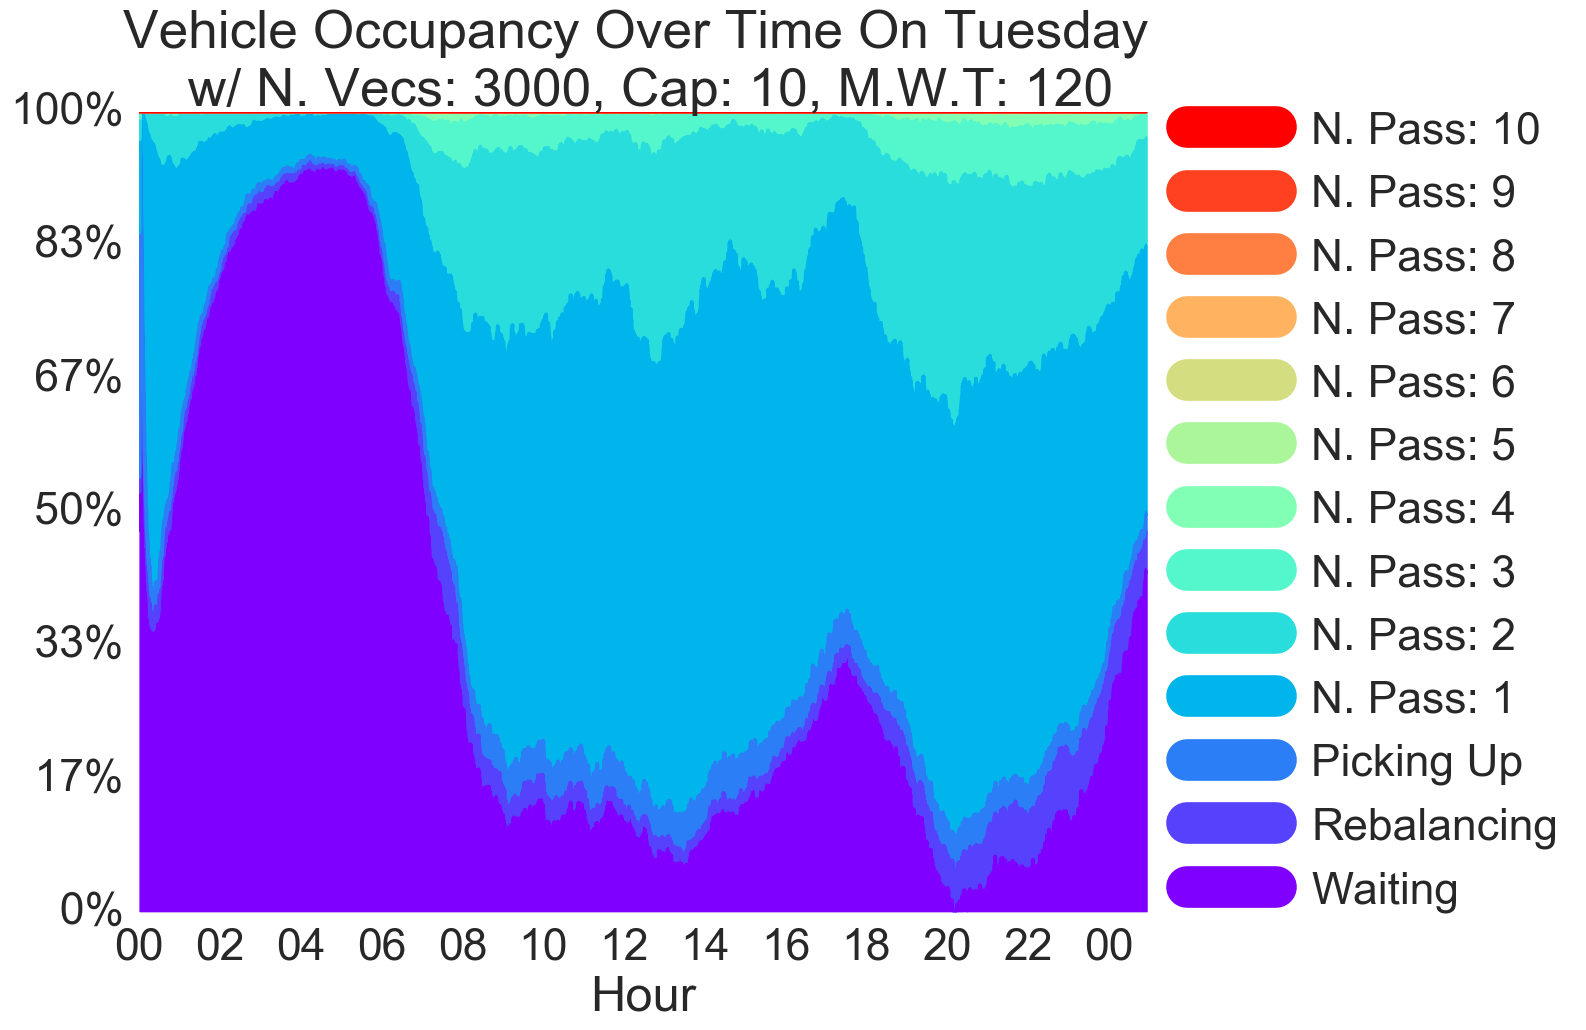 Vehicle Occupancy Over Time On Tuesday
w/ N. Vecs: 3000, Cap: 10, M.W.T: 120
100%
83%
67%
50%
33%
17%
0%
00 02 04 06 08 10 12 14 16 18 20 22 00
Hour
N. Pass: 10
N. Pass: 9
N. Pass: 8
N. Pass: 7
N. Pass: 6
N. Pass: 5
N. Pass: 4
N. Pass: 3
N. Pass: 2
N. Pass: 1
Picking Up
Rebalancing
Waiting